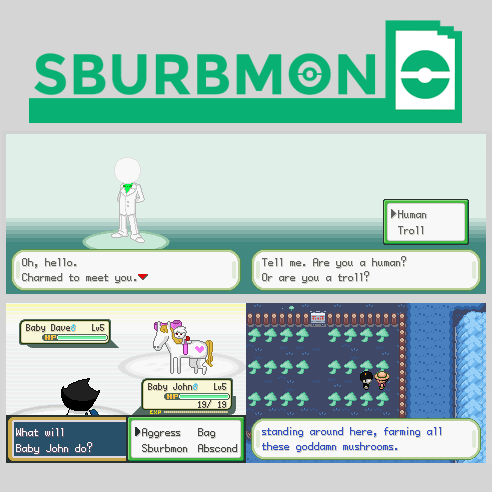 SBURBMON
Human
Troll
Oh, hello.
Charmed to meet you.
Tell me. Are you a human?
Or are you a troll?
Baby Dave♂ Lv5
HP
Baby John♂ Lv5
HP
19/ 19
EXP
What will
Baby John do?
Aggress Bag
Sburbmon Abscond
standing around here, farming all
these goddamn mushrooms.